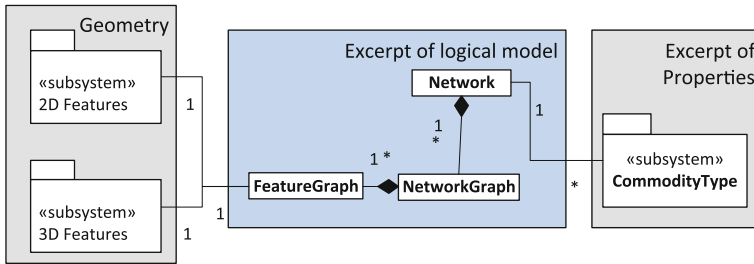 Geometry
«subsystem»
2D Features
1
«subsystem»
3D Features
1
1
Excerpt of logical model
Network
1
1
*
1 *
FeatureGraph
NetworkGraph
*
Excerpt of
Properties
«subsystem»
CommodityType